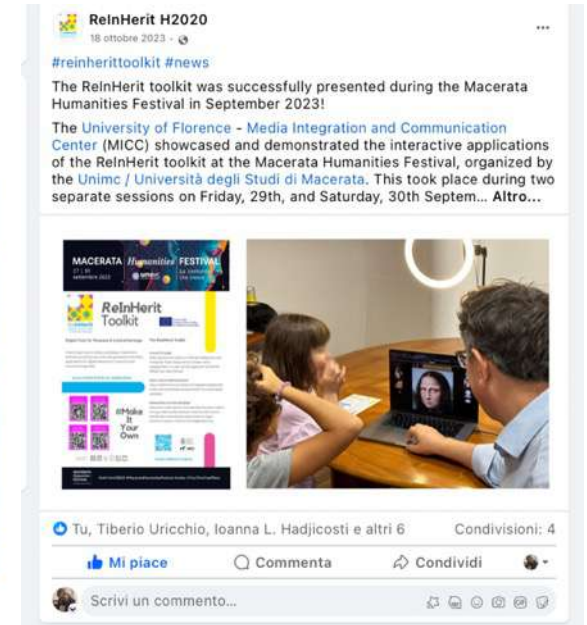 ReInHerit H2020
18 ottobre 2023 ·
#reinherittoolkit #news
The ReInHerit toolkit was successfully presented during the Macerata
Humanities Festival in September 2023!
The University of Florence - Media Integration and Communication
Center (MICC) showcased and demonstrated the interactive applications
of the ReInHerit toolkit at the Macerata Humanities Festival, organized by
the Unimc / Università degli Studi di Macerata. This took place during two
separate sessions on Friday, 29th, and Saturday, 30th Septem... Altro...
MACERATA Humanities FESTIVAL
ReInHerit
Toolkit
#Make
It
Your
Own
Tu, Tiberio Uricchio, Ioanna L. Hadjicosti e altri 6
Condivisioni: 4
Mi piace
Commenta
Condividi
Scrivi un commento...